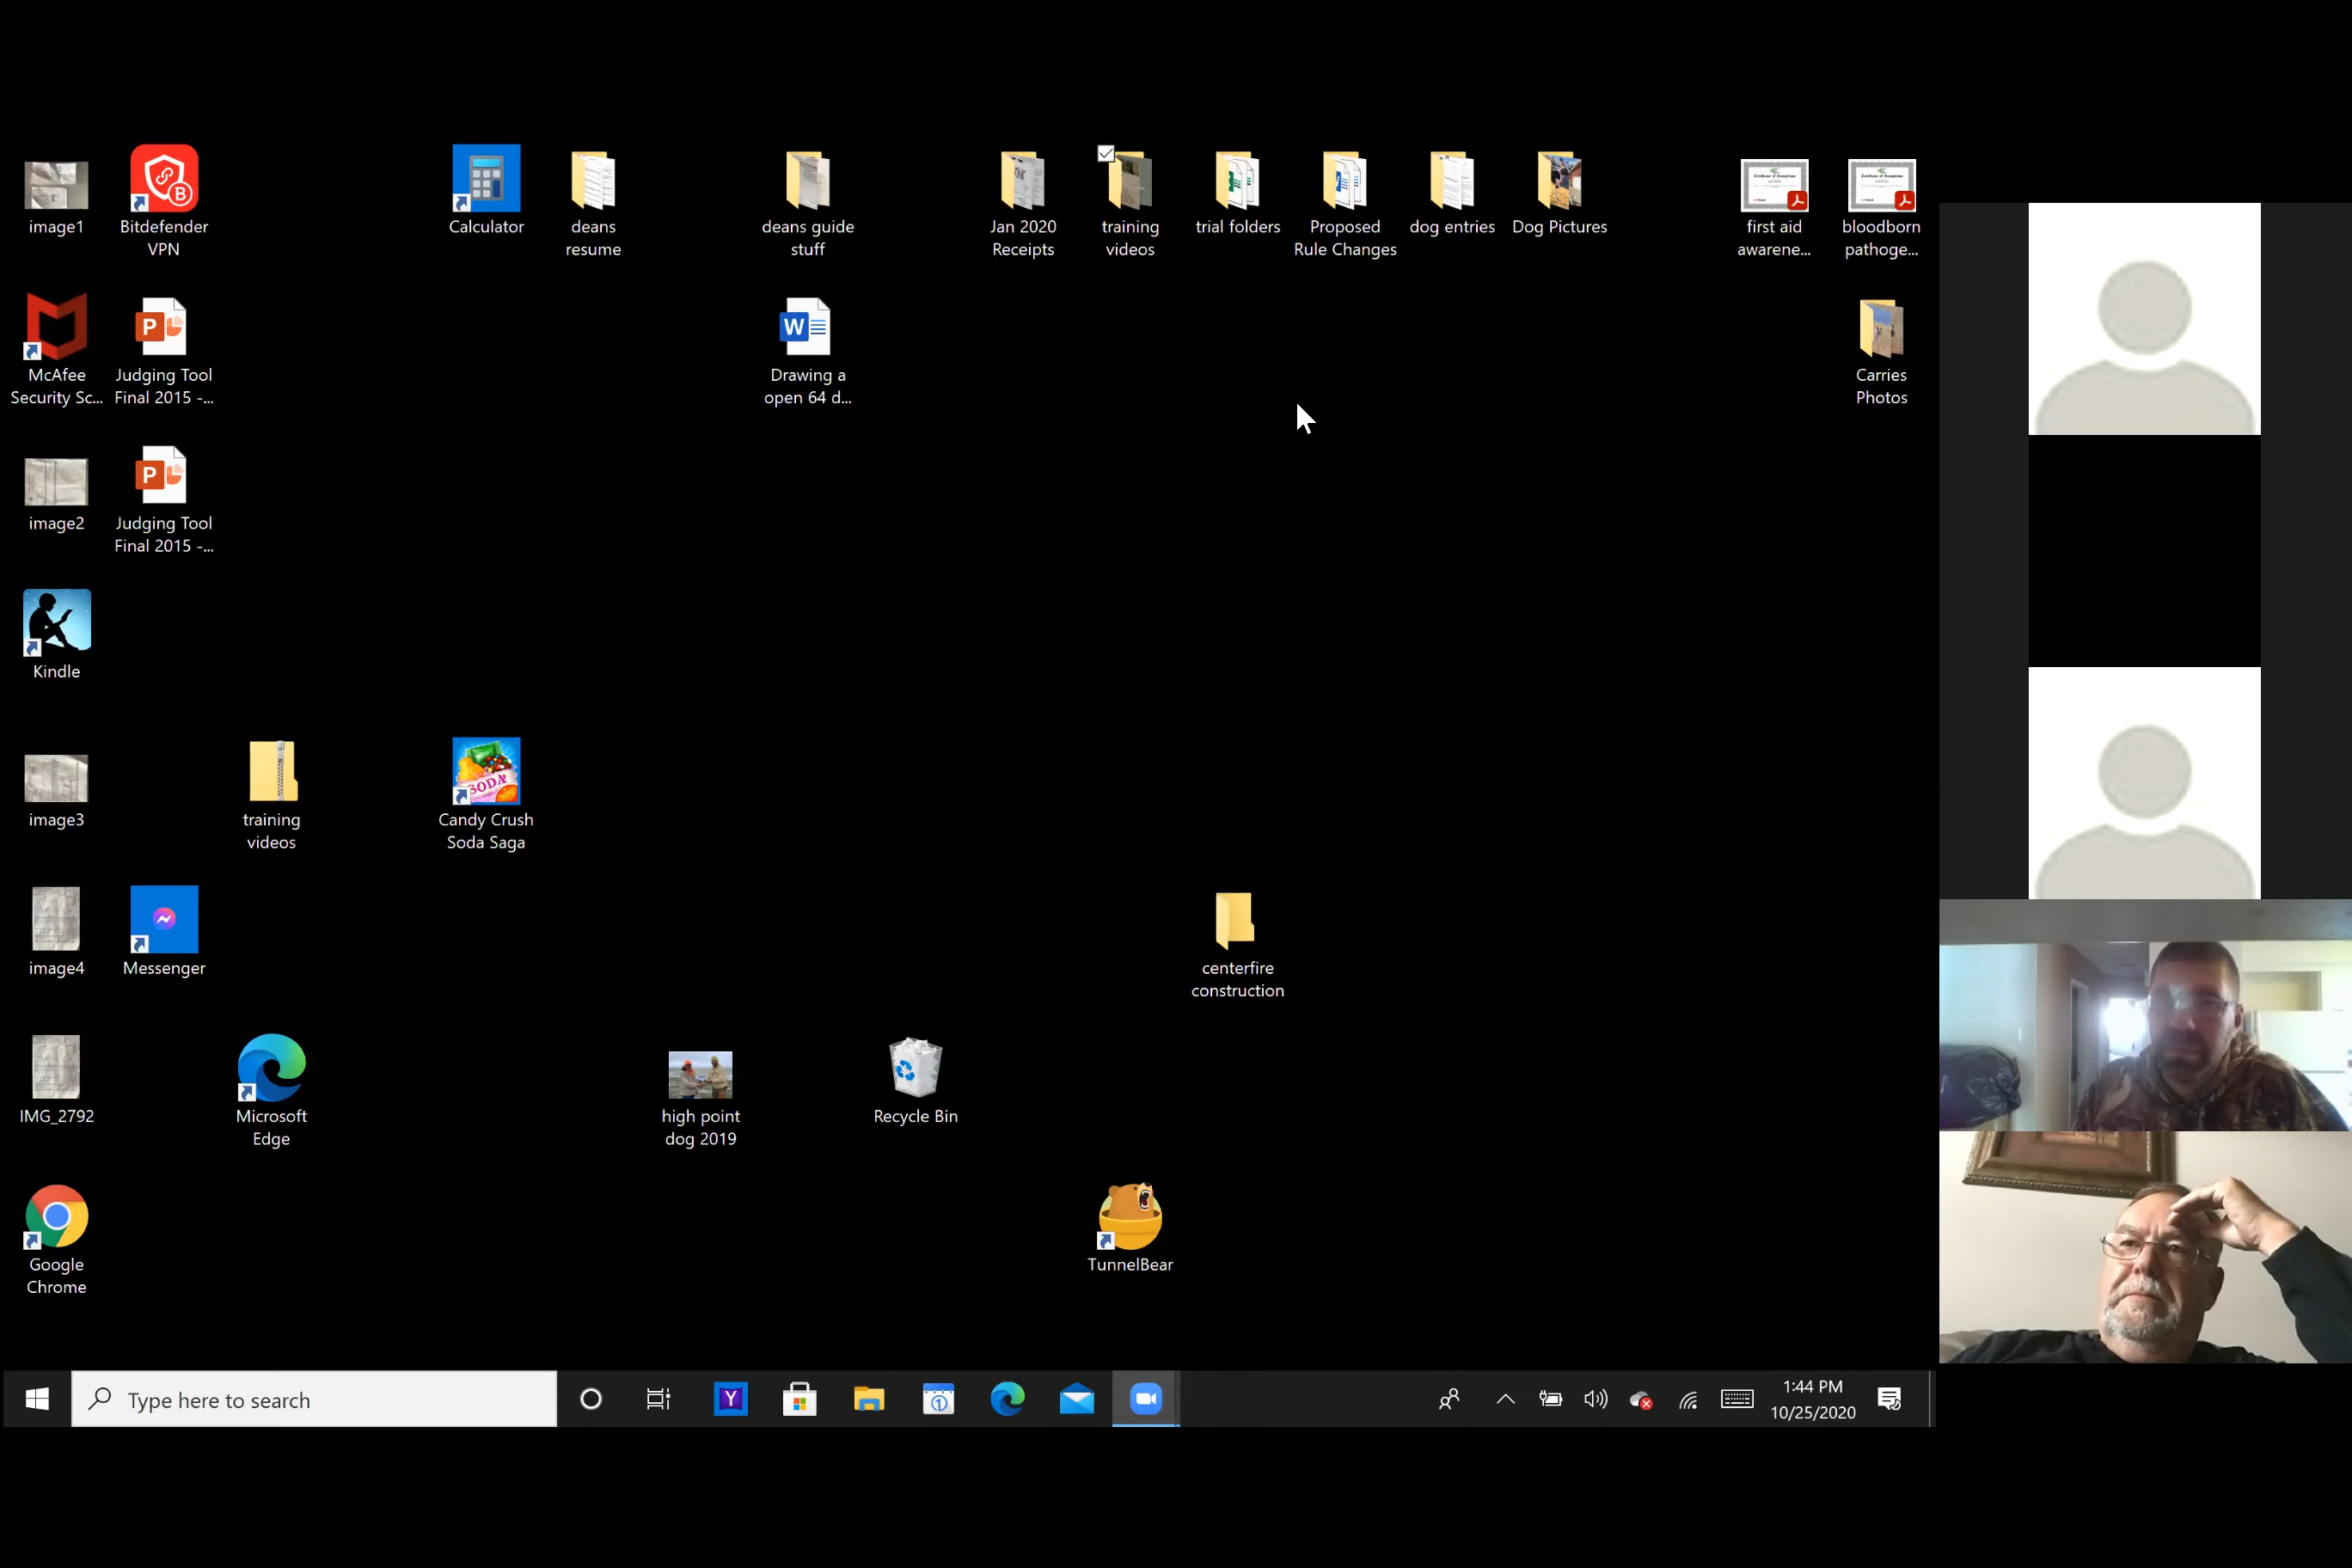 image1
Bitdefender
VPN
Calculator
deans
resume
deans guide
stuff
Jan 2020
Receipts
training
videos
trial folders
Proposed
Rule Changes
dog entries
Dog Pictures
first aid
awarene...
bloodborn
pathoge...
McAfee
Security Sc...
Judging Tool
Final 2015 -...
Drawing a
open 64 d...
Carries
Photos
image2
Judging Tool
Final 2015 -...
Kindle
image3
training
videos
SODA
Candy Crush
Soda Saga
image4
Messenger
centerfire
construction
IMG_2792
Microsoft
Edge
high point
dog 2019
Recycle Bin
Google
Chrome
TunnelBear
Type here to search
1:44 PM
10/25/2020